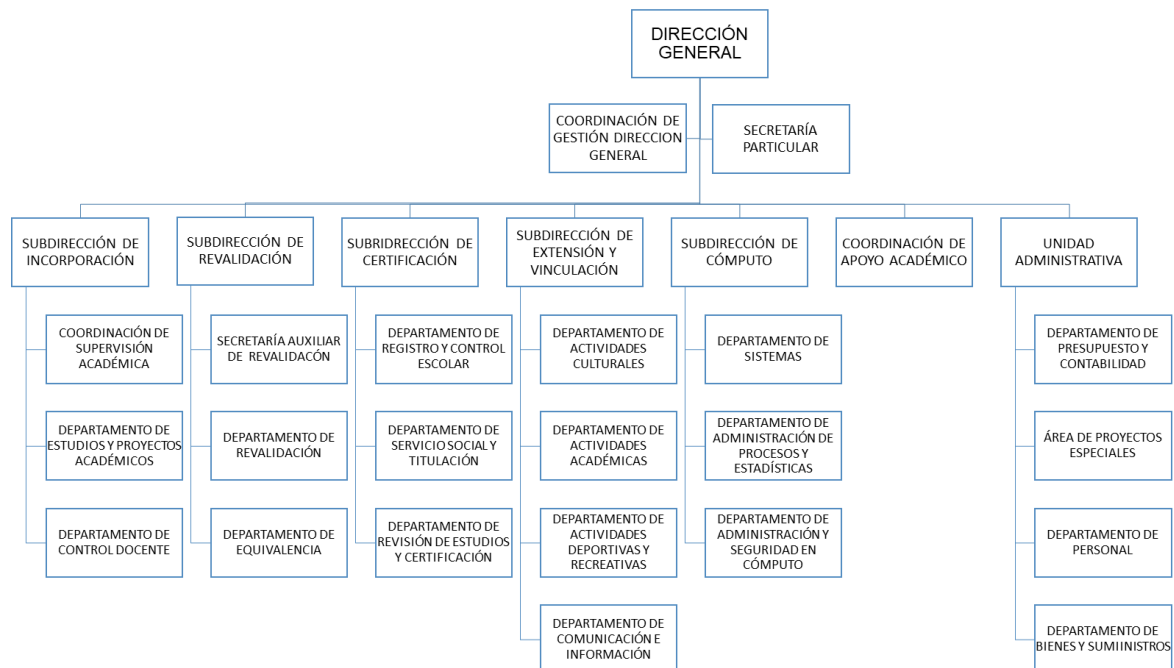 DIRECCIÓN
GENERAL
COORDINACIÓN DE
GESTIÓN DIRECCION
GENERAL
SECRETARÍA
PARTICULAR
SUBDIRECCIÓN DE
INCORPORACIÓN
SUBDIRECCIÓN DE
REVALIDACIÓN
SUBRIDRECCIÓN DE
CERTIFICACIÓN
SUBDIRECCIÓN DE
EXTENSIÓN Y
VINCULACIÓN
SUBDIRECCIÓN DE
CÓMPUTO
COORDINACIÓN DE
APOYO ACADÉMICO
UNIDAD
ADMINISTRATIVA
COORDINACIÓN DE
SUPERVISIÓN
ACADÉMICA
SECRETARÍA AUXILIAR
DE REVALIDACÓN
DEPARTAMENTO DE
REGISTRO Y CONTROL
ESCOLAR
DEPARTAMENTO DE
ACTIVIDADES
CULTURALES
DEPARTAMENTO DE
SISTEMAS
DEPARTAMENTO DE
PRESUPUESTO Y
CONTABILIDAD
DEPARTAMENTO DE
ESTUDIOS Y PROYECTOS
ACADÉMICOS
DEPARTAMENTO DE
REVALIDACIÓN
DEPARTAMENTO DE
SERVICIO SOCIAL Y
TITULACIÓN
DEPARTAMENTO DE
ACTIVIDADES
ACADÉMICAS
DEPARTAMENTO DE
ADMINISTRACIÓN DE
PROCESOS Y
ESTADÍSTICAS
ÁREA DE PROYECTOS
ESPECIALES
DEPARTAMENTO DE
CONTROL DOCENTE
DEPARTAMENTO DE
EQUIVALENCIA
DEPARTAMENTO DE
REVISIÓN DE ESTUDIOS
Y CERTIFICACIÓN
DEPARTAMENTO DE
ACTIVIDADES
DEPORTIVAS Y
RECREATIVAS
DEPARTAMENTO DE
ADMINISTRACIÓN Y
SEGURIDAD EN
CÓMPUTO
DEPARTAMENTO DE
PERSONAL
DEPARTAMENTO DE
COMUNICACIÓN E
INFORMACIÓN
DEPARTAMENTO DE
BIENES Y SUMIINISTROS